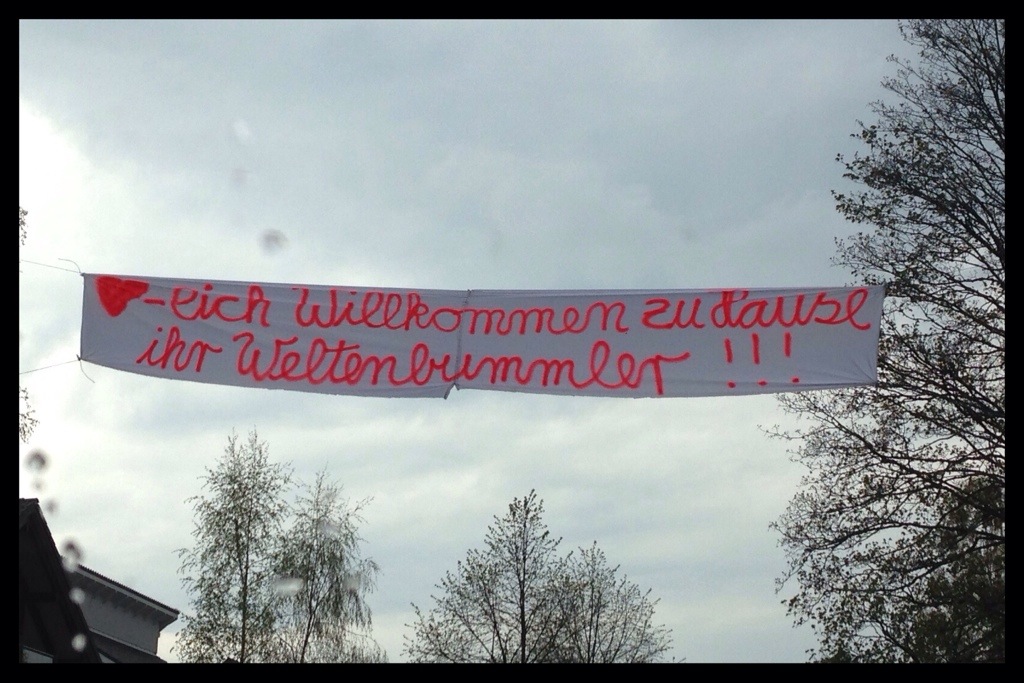 ♥-lich Willkommen zu Hause
ihr Weltenbummler !!!